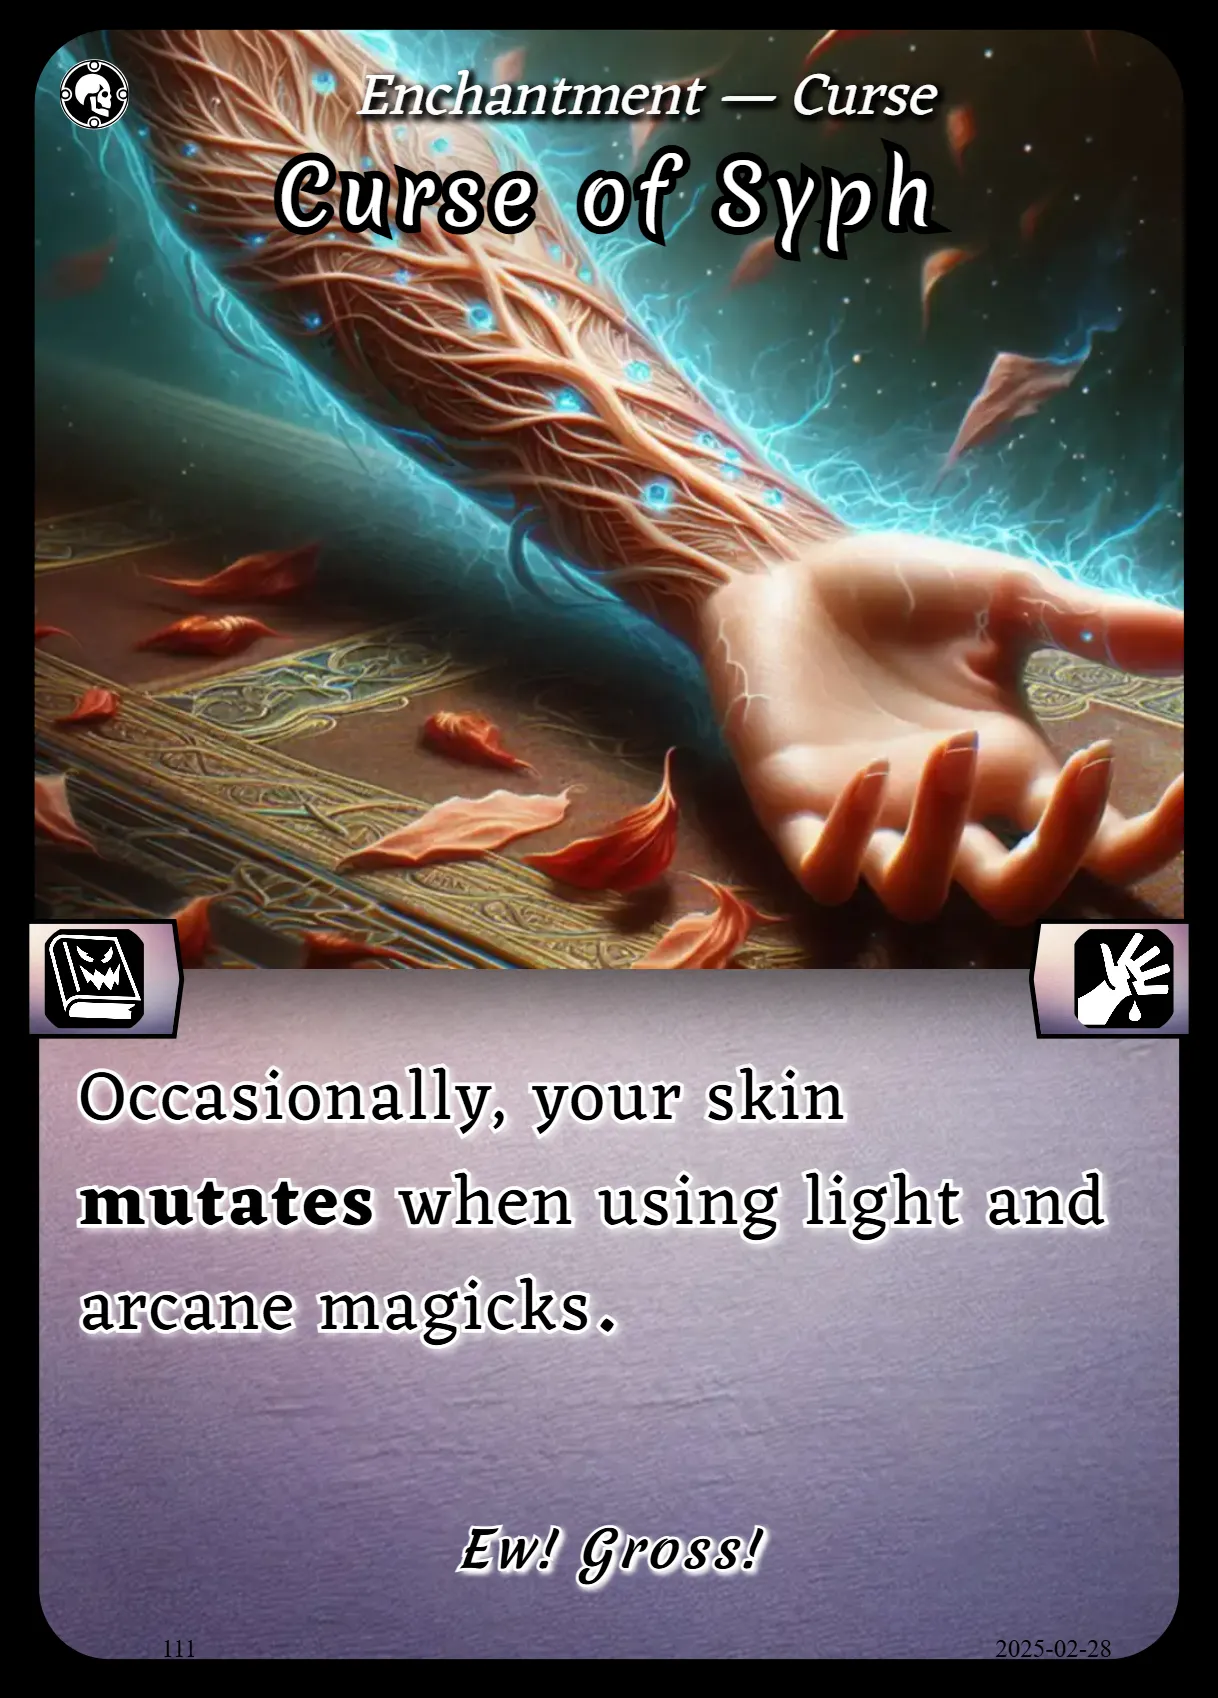 Enchantment — Curse
Curse of Syph
Occasionally, your skin
mutates when using light and
arcane magicks.
Ew! Gross!
111
2025-02-28